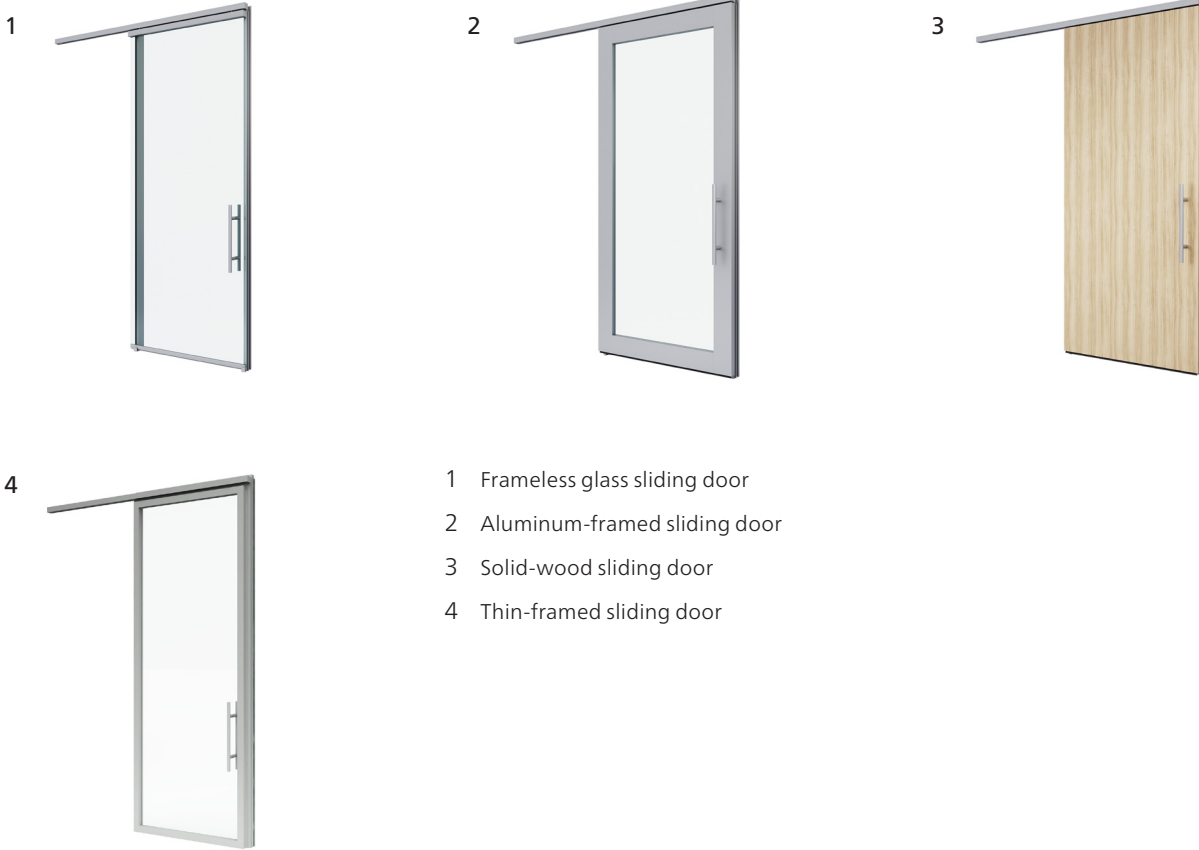 1
2
3
4
1 Frameless glass sliding door
2 Aluminum-framed sliding door
3 Solid-wood sliding door
4 Thin-framed sliding door